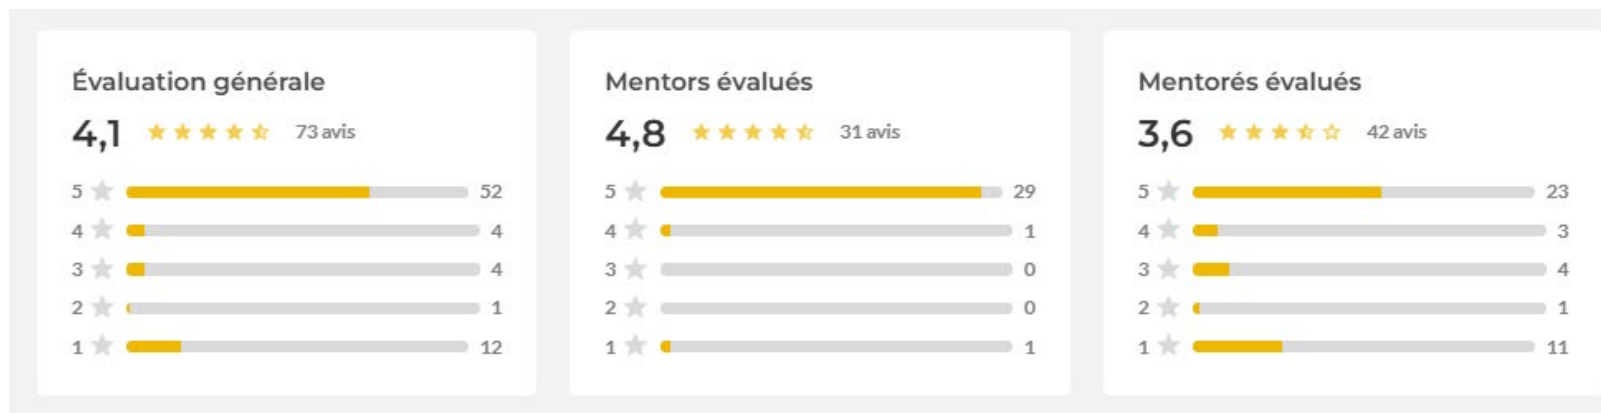 Évaluation générale
4,1 73 avis
5 52
4 4
3 4
2 1
1 12
Mentors évalués
4,8 31 avis
5 29
4 1
3 0
2 0
1 1
Mentorés évalués
3,6 42 avis
5 23
4 3
3 4
2 1
1 11